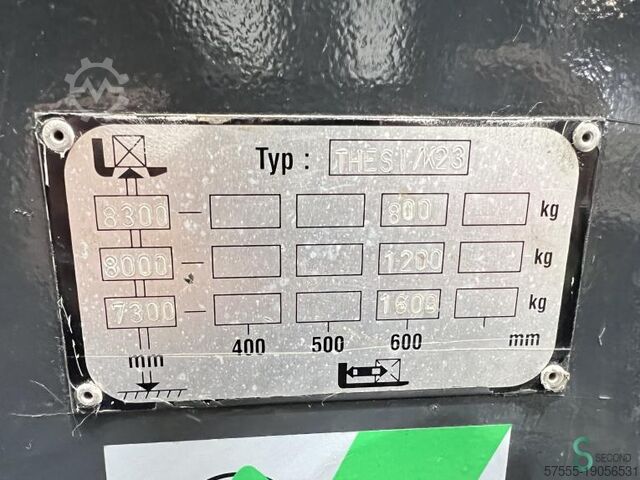 Typ : THESI/X23
8300 800 kg
8000 1200 kg
7300 1600 kg
mm 400 500 600 mm
SECOND
57555-19056531